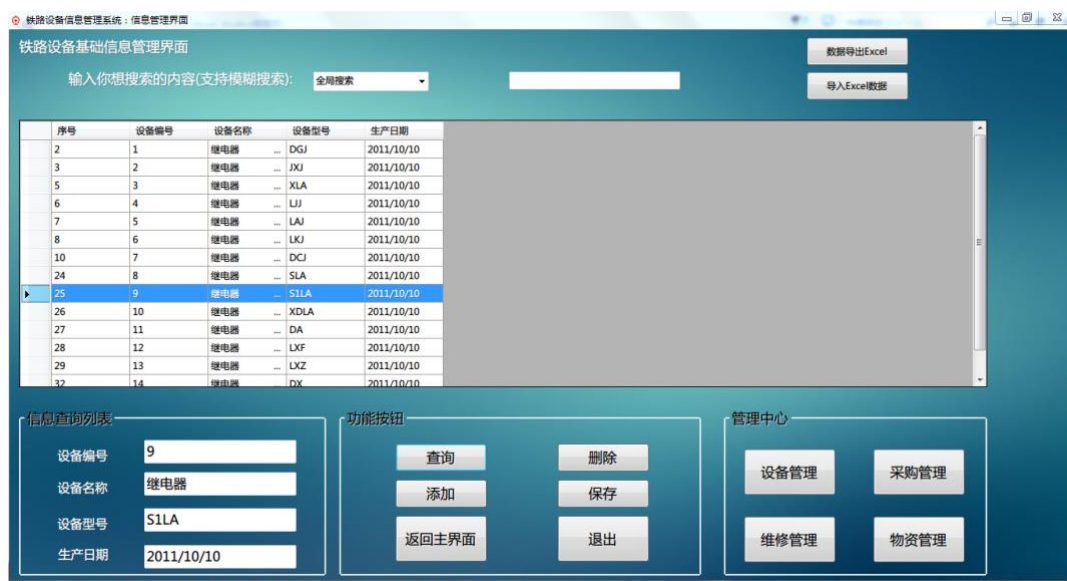 铁路设备信息管理系统：信息管理界面
铁路设备基础信息管理界面
数据导出Excel
输入你想搜索的内容(支持模糊搜索): 全局搜索
导入Excel数据
序号 设备编号 设备名称 设备型号 生产日期
2 1 继电器 ... DGJ 2011/10/10
3 2 继电器 ... JXJ 2011/10/10
5 3 继电器 ... XLA 2011/10/10
6 4 继电器 ... LJJ 2011/10/10
7 5 继电器 ... LAJ 2011/10/10
8 6 继电器 ... LKJ 2011/10/10
10 7 继电器 ... DCJ 2011/10/10
24 8 继电器 ... SLA 2011/10/10
25 9 继电器 ... S1LA 2011/10/10
26 10 继电器 ... XDLA 2011/10/10
27 11 继电器 ... DA 2011/10/10
28 12 继电器 ... LXF 2011/10/10
29 13 继电器 ... LXZ 2011/10/10
32 14 继电器 ... DX 2011/10/10
信息查询列表 功能按钮 管理中心
设备编号 9 查询 删除
设备管理 采购管理
设备名称 继电器 添加 保存
设备型号 S1LA
返回主界面 退出 维修管理 物资管理
生产日期 2011/10/10